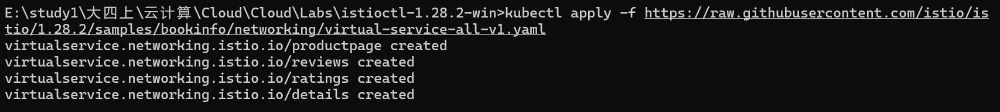 E:\study1\大四上\云计算\Cloud\Cloud\Labs\istioctl-1.28.2-win>kubectl apply -f https://raw.githubusercontent.com/istio/is
tio/1.28.2/samples/bookinfo/networking/virtual-service-all-v1.yaml
virtualservice.networking.istio.io/productpage created
virtualservice.networking.istio.io/reviews created
virtualservice.networking.istio.io/ratings created
virtualservice.networking.istio.io/details created